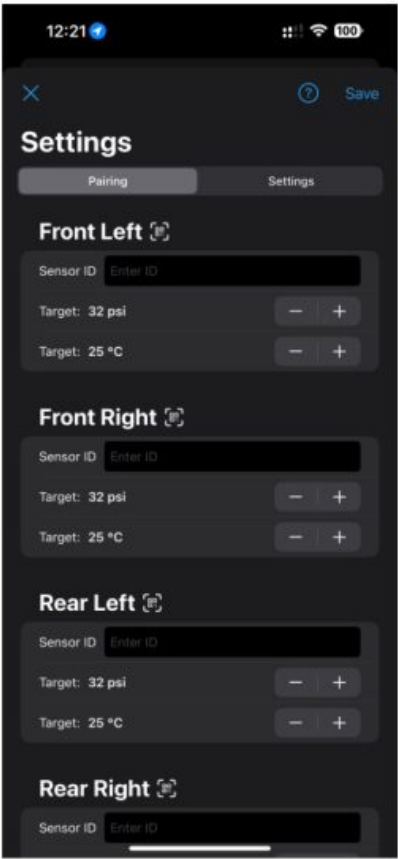 12:21
100
? Save
Settings
Pairing Settings
Front Left
Sensor ID Enter ID
Target: 32 psi − +
Target: 25 °C − +
Front Right
Sensor ID Enter ID
Target: 32 psi − +
Target: 25 °C − +
Rear Left
Sensor ID Enter ID
Target: 32 psi − +
Target: 25 °C − +
Rear Right
Sensor ID Enter ID